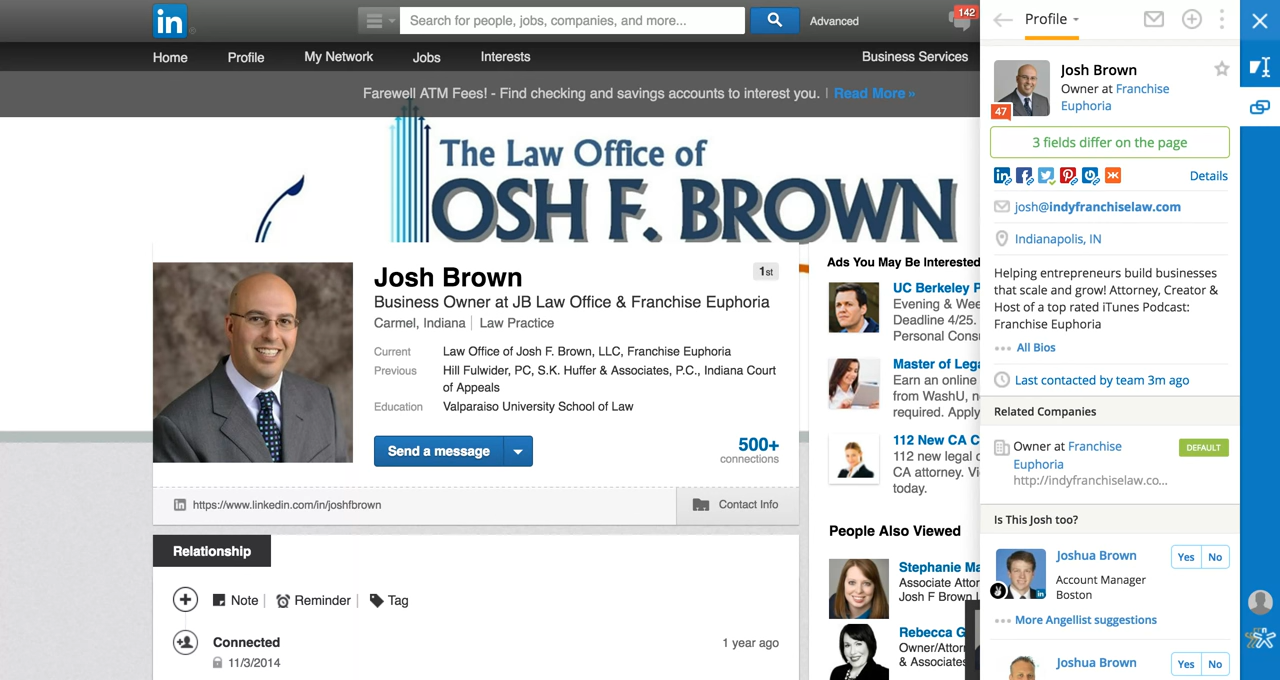 in
Search for people, jobs, companies, and more...
Advanced
142
Home
Profile
My Network
Jobs
Interests
Business Services
Farewell ATM Fees! - Find checking and savings accounts to interest you. | Read More »
The Law Office of
OSH F. BROWN
Josh Brown
1st
Business Owner at JB Law Office & Franchise Euphoria
Carmel, Indiana | Law Practice
Current Law Office of Josh F. Brown, LLC, Franchise Euphoria
Previous Hill Fulwider, PC, S.K. Huffer & Associates, P.C., Indiana Court
of Appeals
Education Valparaiso University School of Law
Send a message
500+
connections
in https://www.linkedin.com/in/joshfbrown
Contact Info
Relationship
Note | Reminder | Tag
Connected
1 year ago
11/3/2014
Ads You May Be Interested
UC Berkeley P
Evening & Wee
Deadline 4/25.
Personal Cons
Master of Lega
Earn an online
from WashU, n
required. Apply
112 New CA C
112 new legal c
CA attorney. Vi
today.
People Also Viewed
Stephanie Ma
Associate Attor
Josh F Brown
Rebecca G
Owner/Attor
& Associates
Profile
Josh Brown
Owner at Franchise
Euphoria
47
3 fields differ on the page
Details
josh@indyfranchiselaw.com
Indianapolis, IN
Helping entrepreneurs build businesses
that scale and grow! Attorney, Creator &
Host of a top rated iTunes Podcast:
Franchise Euphoria
All Bios
Last contacted by team 3m ago
Related Companies
Owner at Franchise
Euphoria
DEFAULT
http://indyfranchiselaw.co...
Is This Josh too?
Joshua Brown
Yes No
Account Manager
Boston
in
More Angellist suggestions
Joshua Brown
Yes No